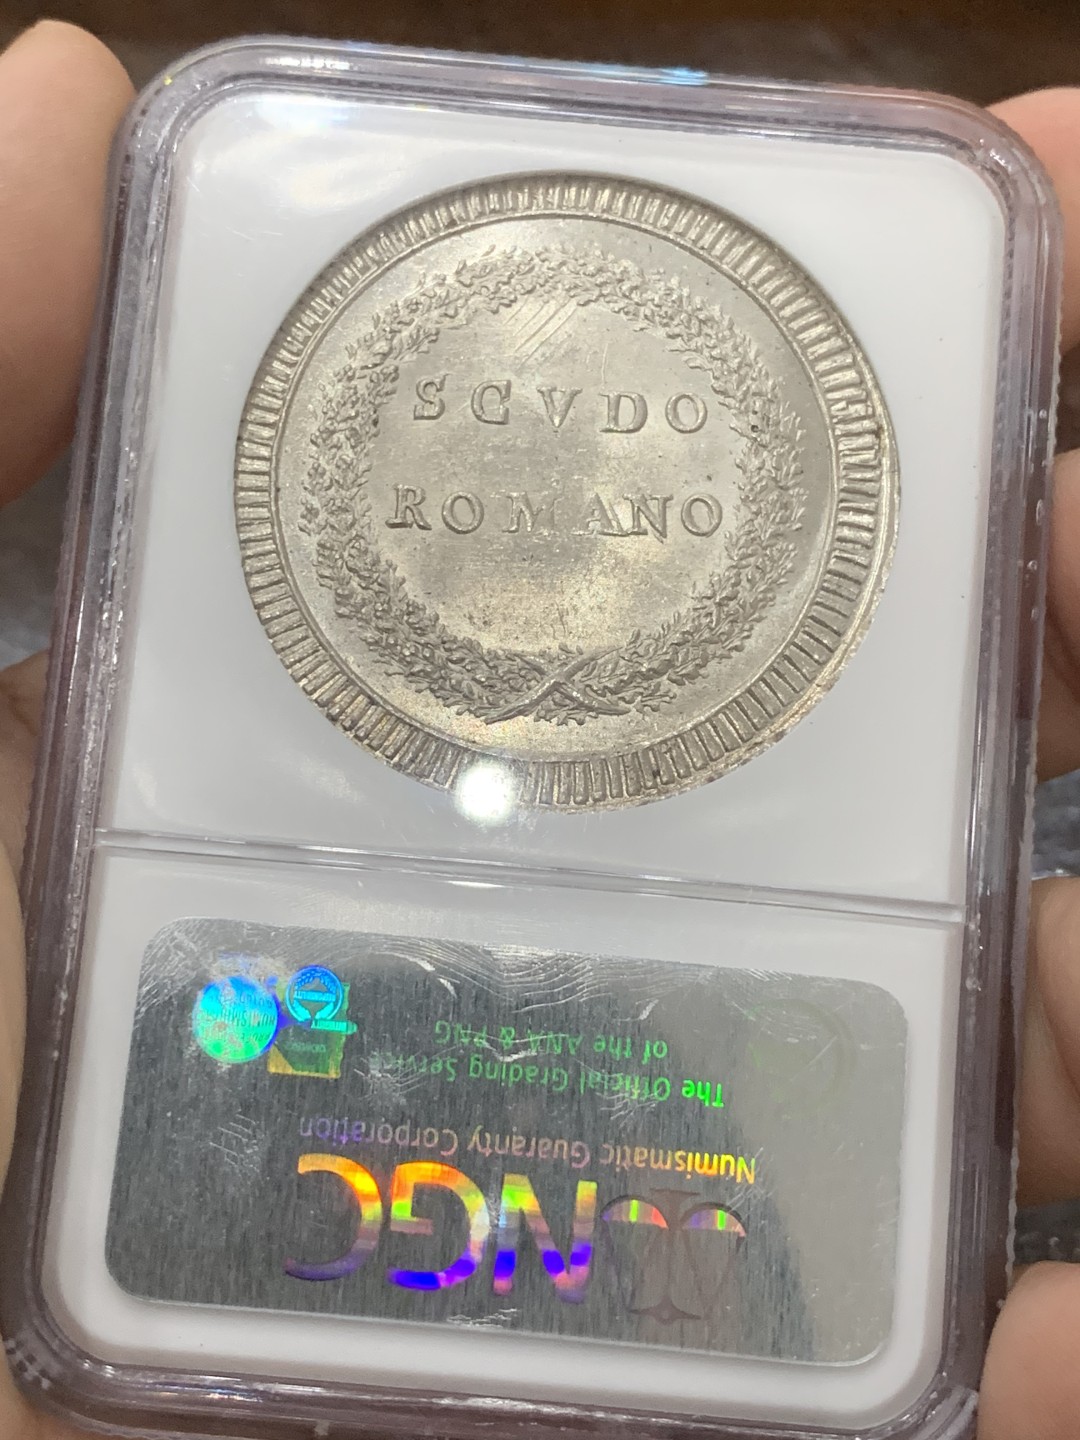 SCVDO
ROMANO
NGC
Numismatic Guaranty Corporation
The Official Grading Service
of the ANA & PNG